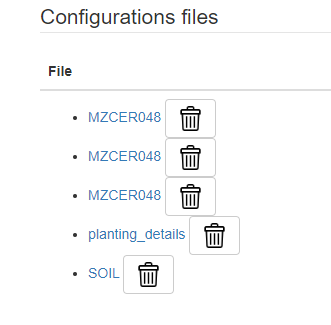 Configurations files
File
MZCER048
MZCER048
MZCER048
planting_details
SOIL